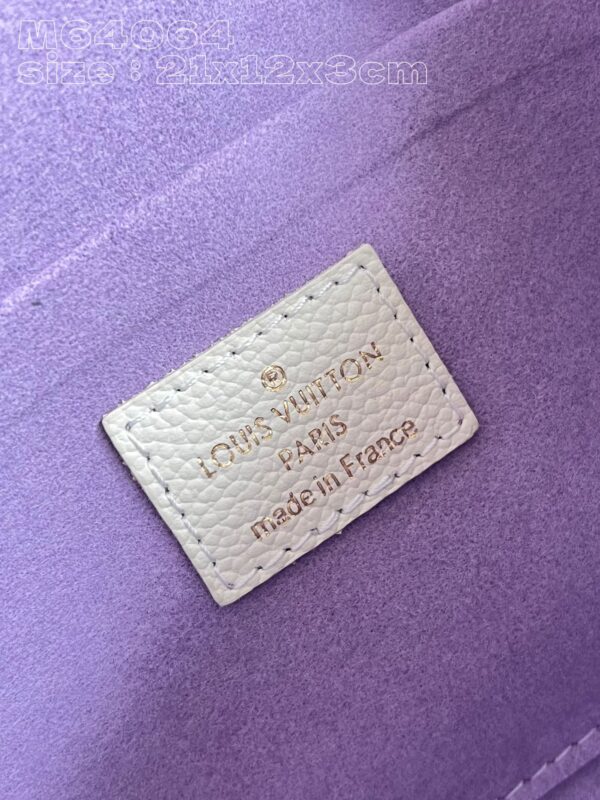 M64064
size : 21x12x3cm
LOUIS VUITTON
PARIS
made in France